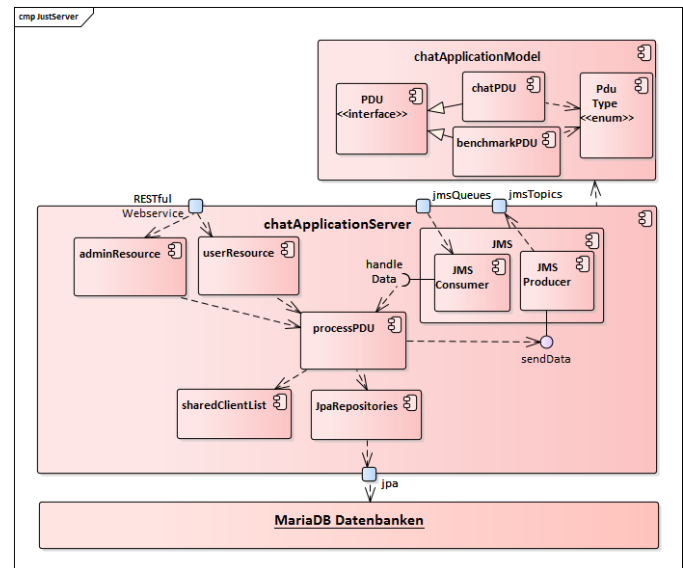 cmp JustServer
chatApplicationModel
PDU
<<interface>>
chatPDU
benchmarkPDU
Pdu
Type
<<enum>>
RESTful
Webservice
jmsQueues
jmsTopics
chatApplicationServer
adminResource
userResource
handle
Data
JMS
JMS
Consumer
JMS
Producer
processPDU
sendData
sharedClientList
JpaRepositories
jpa
MariaDB Datenbanken